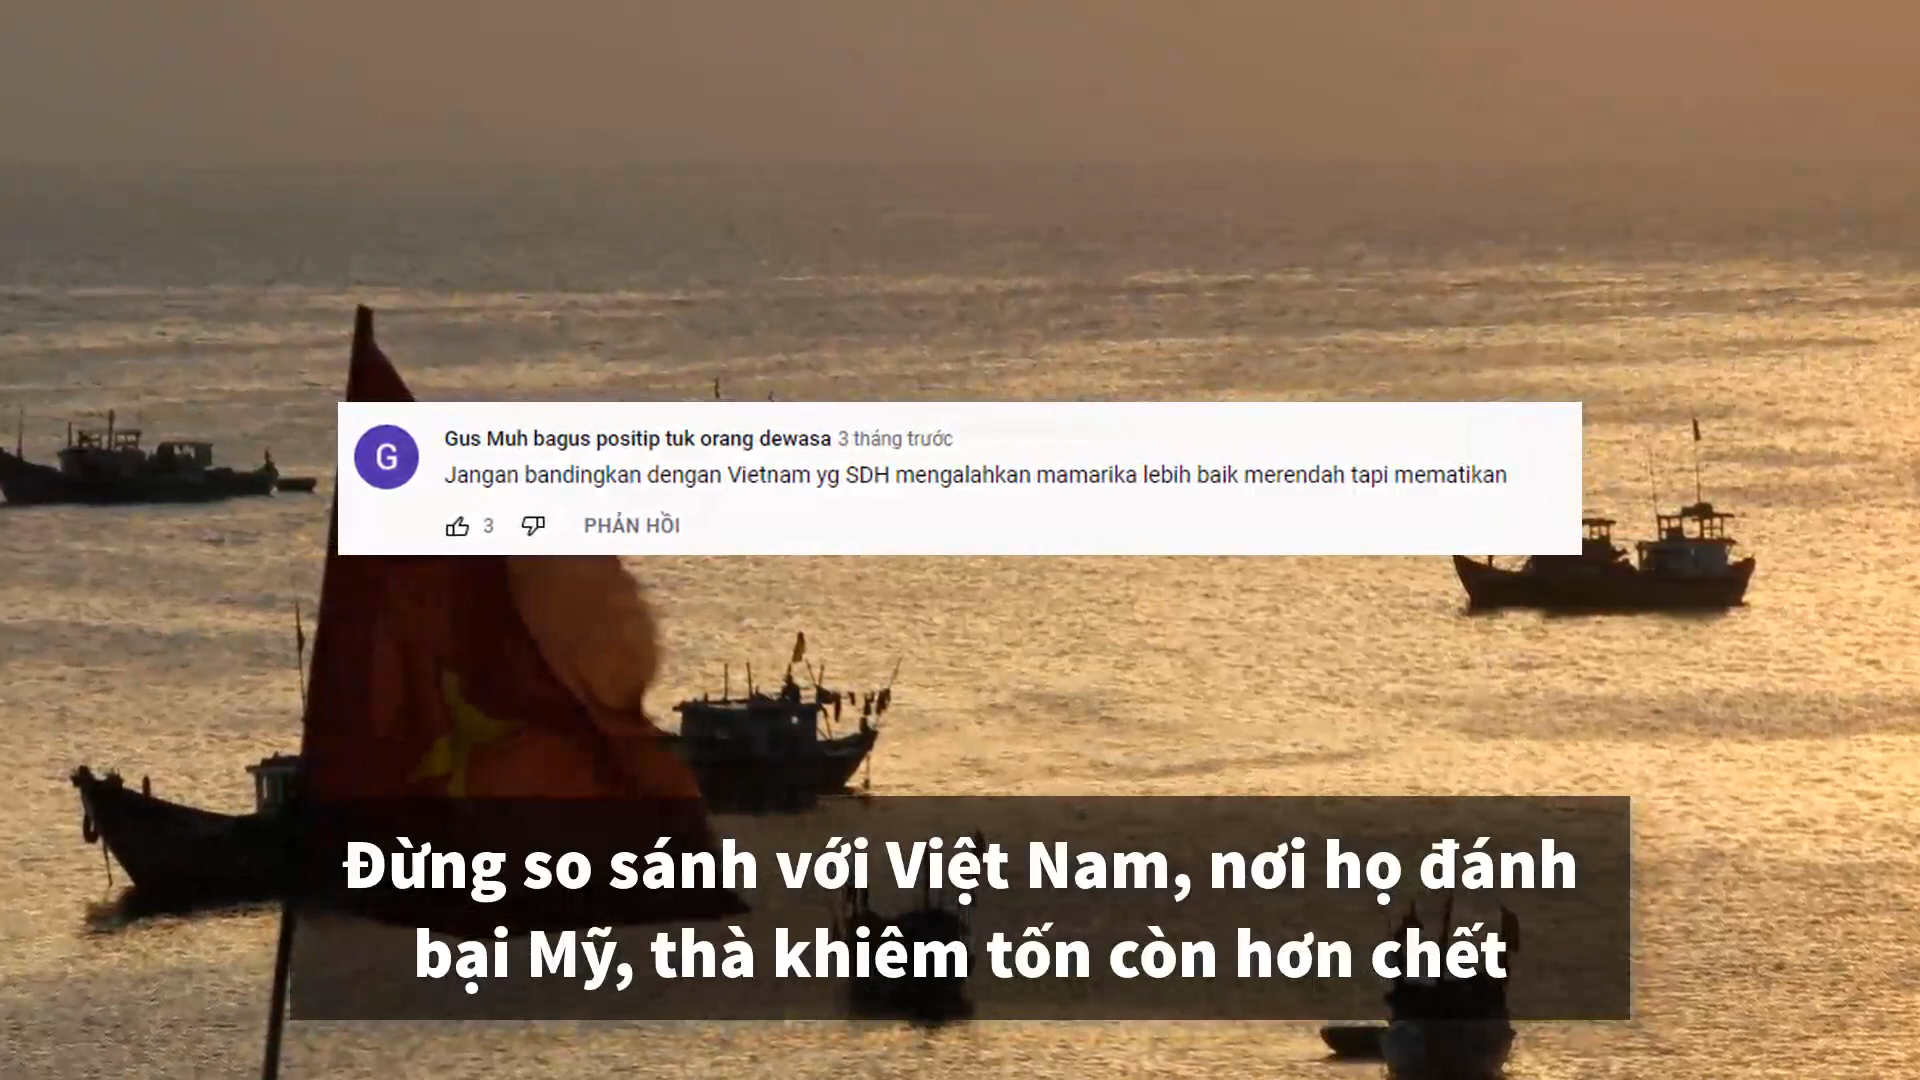 G
Gus Muh bagus positip tuk orang dewasa 3 tháng trước
Jangan bandingkan dengan Vietnam yg SDH mengalahkan mamarika lebih baik merendah tapi mematikan
3 PHẢN HỒI
Đừng so sánh với Việt Nam, nơi họ đánh
bại Mỹ, thà khiêm tốn còn hơn chết